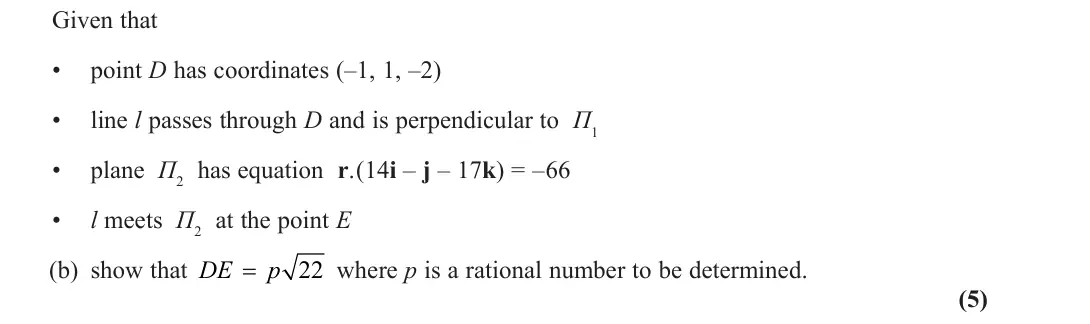 Given that
• point D has coordinates (–1, 1, –2)
• line l passes through D and is perpendicular to Π₁
• plane Π₂ has equation r.(14i – j – 17k) = –66
• l meets Π₂ at the point E
(b) show that DE = p√22 where p is a rational number to be determined.
(5)